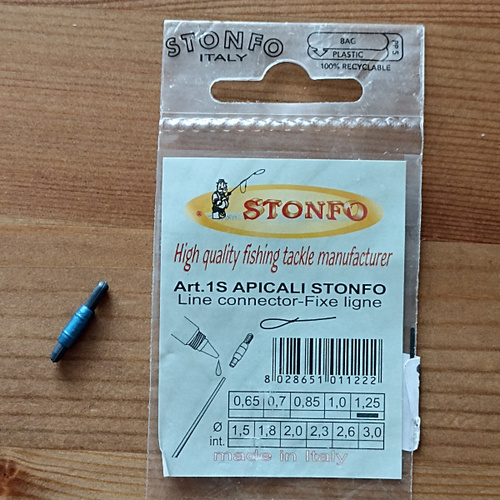 STONFO
ITALY
BAG
PLASTIC
100% RECYCLABLE
PP 5
® STONFO
High quality fishing tackle manufacturer
Art.1S APICALI STONFO
Line connector-Fixe ligne
8 028651 011222
0,65 0,7 0,85 1,0 1,25
Ø int. 1,5 1,8 2,0 2,3 2,6 3,0
made in Italy